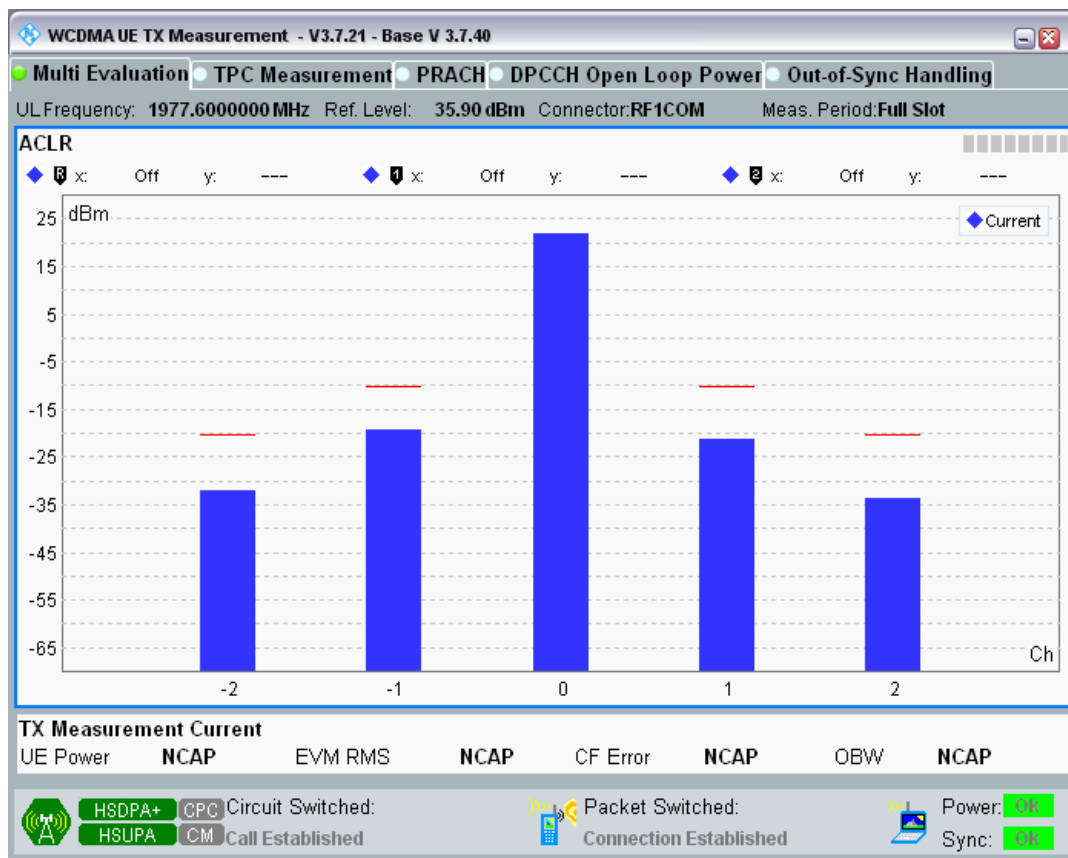 WCDMA UE TX Measurement - V3.7.21 - Base V 3.7.40
Multi Evaluation TPC Measurement PRACH DPCCH Open Loop Power Out-of-Sync Handling
UL Frequency: 1977.6000000 MHz Ref. Level: 35.90 dBm Connector:RF1COM Meas. Period:Full Slot
ACLR
R x: Off y: --- 1 x: Off y: --- 2 x: Off y: ---
dBm
Current
25
15
5
-5
-15
-25
-35
-45
-55
-65
Ch
-2 -1 0 1 2
TX Measurement Current
UE Power NCAP EVM RMS NCAP CF Error NCAP OBW NCAP
HSDPA+ CPC Circuit Switched: Packet Switched: Power: OK
HSUPA CM Call Established Connection Established Sync: OK